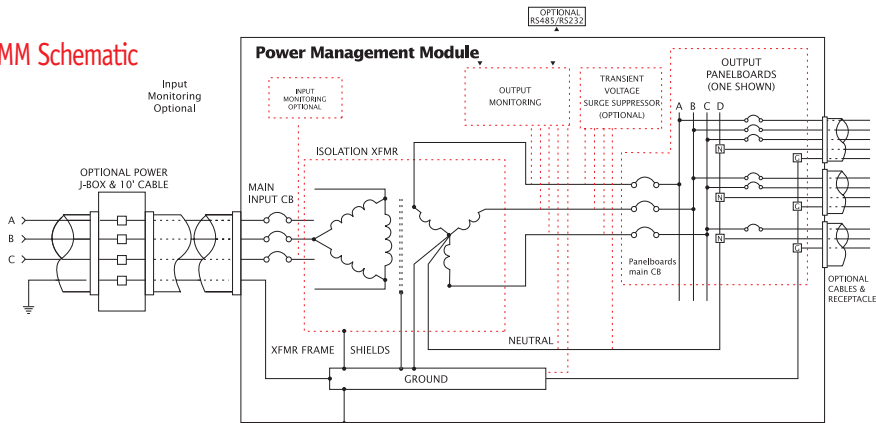 OPTIONAL
RS485/RS232
MM Schematic
Power Management Module
Input
Monitoring
Optional
INPUT
MONITORING
OPTIONAL
OUTPUT
MONITORING
TRANSIENT
VOLTAGE
SURGE SUPPRESSOR
(OPTIONAL)
OUTPUT
PANELBOARDS
(ONE SHOWN)
A B C D
ISOLATION XFMR
OPTIONAL POWER
J-BOX & 10' CABLE
MAIN
INPUT CB
A
B
C
N
G
N
G
N
G
Panelboards
main CB
OPTIONAL
CABLES &
RECEPTACLE
NEUTRAL
XFMR FRAME
SHIELDS
GROUND